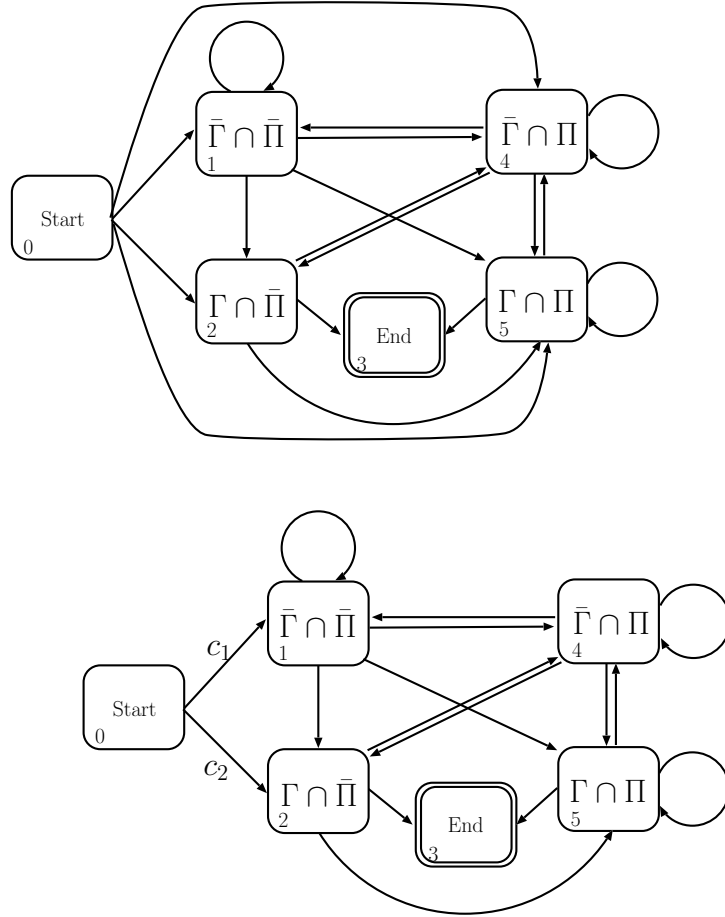 Γ̄ ∩ Π̄
1
Γ̄ ∩ Π
4
Start
0
Γ ∩ Π̄
2
End
3
Γ ∩ Π
5
Γ̄ ∩ Π̄
1
Γ̄ ∩ Π
4
c₁
Start
0
c₂
Γ ∩ Π̄
2
End
3
Γ ∩ Π
5